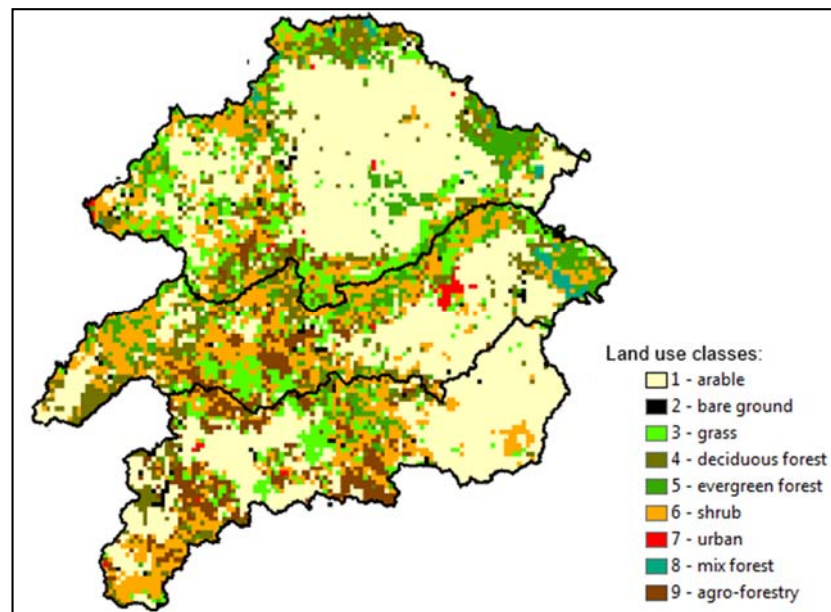 Land use classes:
1 - arable
2 - bare ground
3 - grass
4 - deciduous forest
5 - evergreen forest
6 - shrub
7 - urban
8 - mix forest
9 - agro-forestry